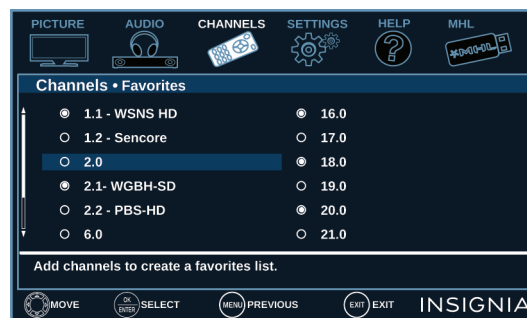 PICTURE AUDIO CHANNELS SETTINGS HELP MHL
?
MHL
Channels • Favorites
1.1 - WSNS HD 16.0
1.2 - Sencore 17.0
2.0 18.0
2.1- WGBH-SD 19.0
2.2 - PBS-HD 20.0
6.0 21.0
Add channels to create a favorites list.
MOVE OK ENTER SELECT MENU PREVIOUS EXIT EXIT INSIGNIA